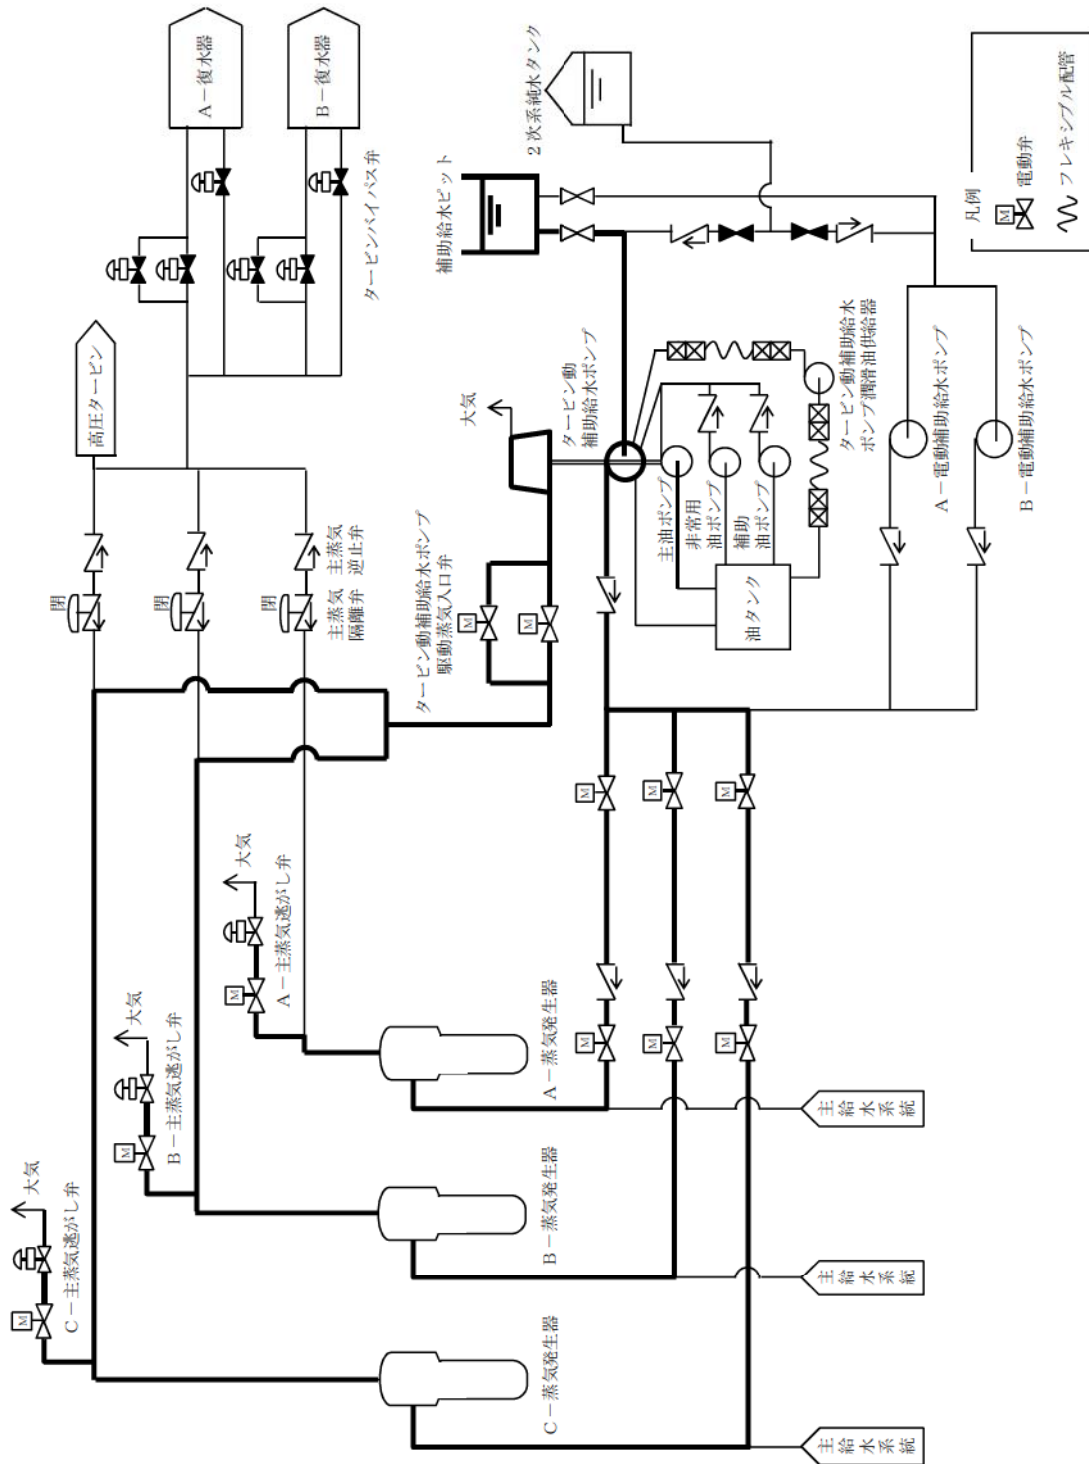 A－復水器
B－復水器
タービンバイパス弁
高圧タービン
2次系純水タンク
補助給水ピット
凡例
M
電動弁
フレキシブル配管
大気
タービン動
補助給水ポンプ
主油ポンプ
非常用
油ポンプ
補助
油ポンプ
油タンク
タービン動補助給水
ポンプ潤滑油供給器
A－電動補助給水ポンプ
B－電動補助給水ポンプ
閉
閉
閉
主蒸気
隔離弁
主蒸気
逆止弁
タービン動補助給水ポンプ
駆動蒸気入口弁
M
M
M
M
M
大気
M
A－主蒸気逃がし弁
大気
M
B－主蒸気逃がし弁
大気
M
C－主蒸気逃がし弁
A－蒸気発生器
B－蒸気発生器
C－蒸気発生器
M
M
M
主給水系統
主給水系統
主給水系統